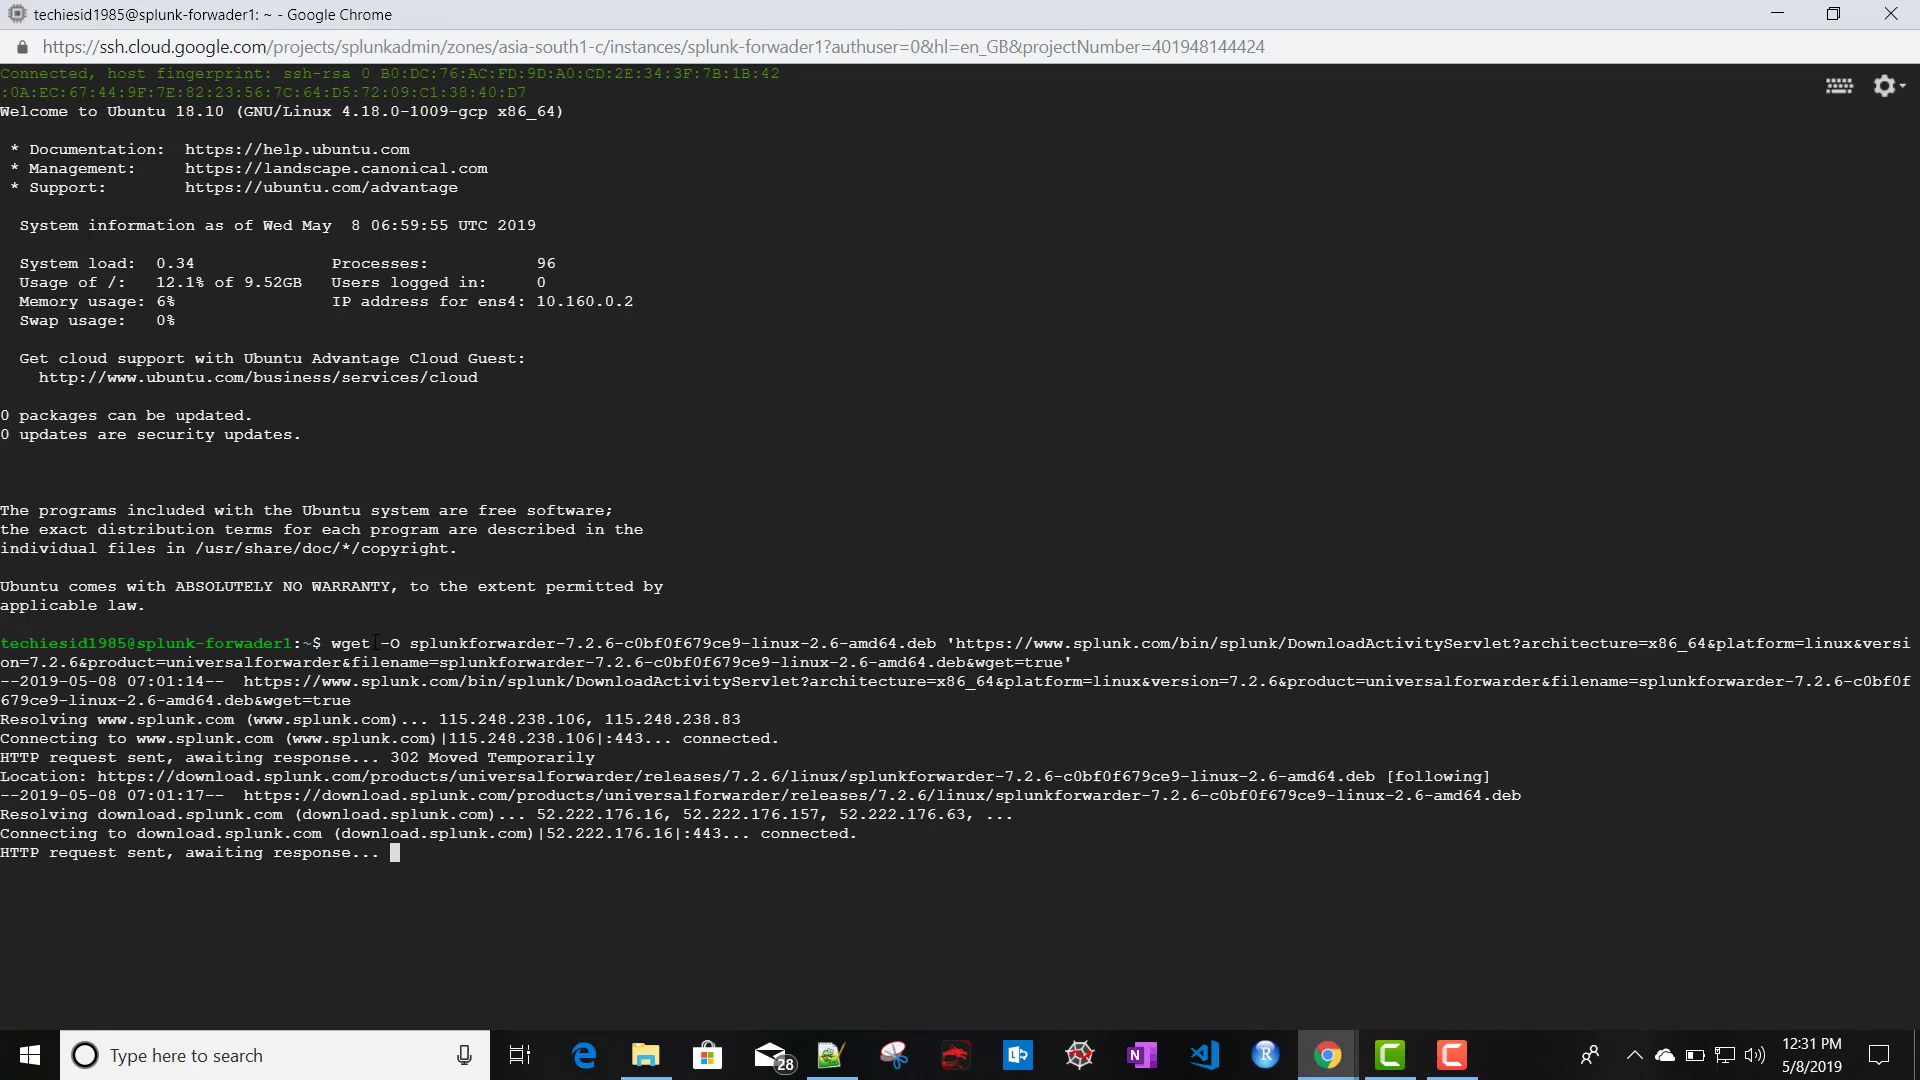 techiesid1985@splunk-forwader1: ~ - Google Chrome
https://ssh.cloud.google.com/projects/splunkadmin/zones/asia-south1-c/instances/splunk-forwader1?authuser=0&hl=en_GB&projectNumber=401948144424
Connected, host fingerprint: ssh-rsa 0 B0:DC:76:AC:FD:9D:A0:CD:2E:34:3F:7B:1B:42
:0A:EC:67:44:9F:7E:82:23:56:7C:64:D5:72:09:C1:38:40:D7
Welcome to Ubuntu 18.10 (GNU/Linux 4.18.0-1009-gcp x86_64)
* Documentation:  https://help.ubuntu.com
* Management:     https://landscape.canonical.com
* Support:        https://ubuntu.com/advantage
System information as of Wed May  8 06:59:55 UTC 2019
System load:  0.34              Processes:           96
Usage of /:   12.1% of 9.52GB   Users logged in:     0
Memory usage: 6%                IP address for ens4: 10.160.0.2
Swap usage:   0%
Get cloud support with Ubuntu Advantage Cloud Guest:
http://www.ubuntu.com/business/services/cloud
0 packages can be updated.
0 updates are security updates.
The programs included with the Ubuntu system are free software;
the exact distribution terms for each program are described in the
individual files in /usr/share/doc/*/copyright.
Ubuntu comes with ABSOLUTELY NO WARRANTY, to the extent permitted by
applicable law.
techiesid1985@splunk-forwader1:~$ wget -O splunkforwarder-7.2.6-c0bf0f679ce9-linux-2.6-amd64.deb 'https://www.splunk.com/bin/splunk/DownloadActivityServlet?architecture=x86_64&platform=linux&versi
on=7.2.6&product=universalforwarder&filename=splunkforwarder-7.2.6-c0bf0f679ce9-linux-2.6-amd64.deb&wget=true'
--2019-05-08 07:01:14--  https://www.splunk.com/bin/splunk/DownloadActivityServlet?architecture=x86_64&platform=linux&version=7.2.6&product=universalforwarder&filename=splunkforwarder-7.2.6-c0bf0f
679ce9-linux-2.6-amd64.deb&wget=true
Resolving www.splunk.com (www.splunk.com)... 115.248.238.106, 115.248.238.83
Connecting to www.splunk.com (www.splunk.com)|115.248.238.106|:443... connected.
HTTP request sent, awaiting response... 302 Moved Temporarily
Location: https://download.splunk.com/products/universalforwarder/releases/7.2.6/linux/splunkforwarder-7.2.6-c0bf0f679ce9-linux-2.6-amd64.deb [following]
--2019-05-08 07:01:17--  https://download.splunk.com/products/universalforwarder/releases/7.2.6/linux/splunkforwarder-7.2.6-c0bf0f679ce9-linux-2.6-amd64.deb
Resolving download.splunk.com (download.splunk.com)... 52.222.176.16, 52.222.176.157, 52.222.176.63, ...
Connecting to download.splunk.com (download.splunk.com)|52.222.176.16|:443... connected.
HTTP request sent, awaiting response...
Type here to search
28
12:31 PM
5/8/2019